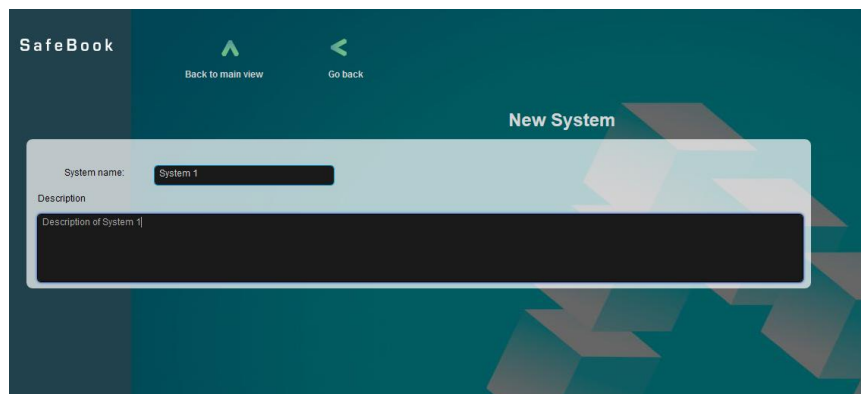 SafeBook
Back to main view
Go back
New System
System name:
System 1
Description
Description of System 1